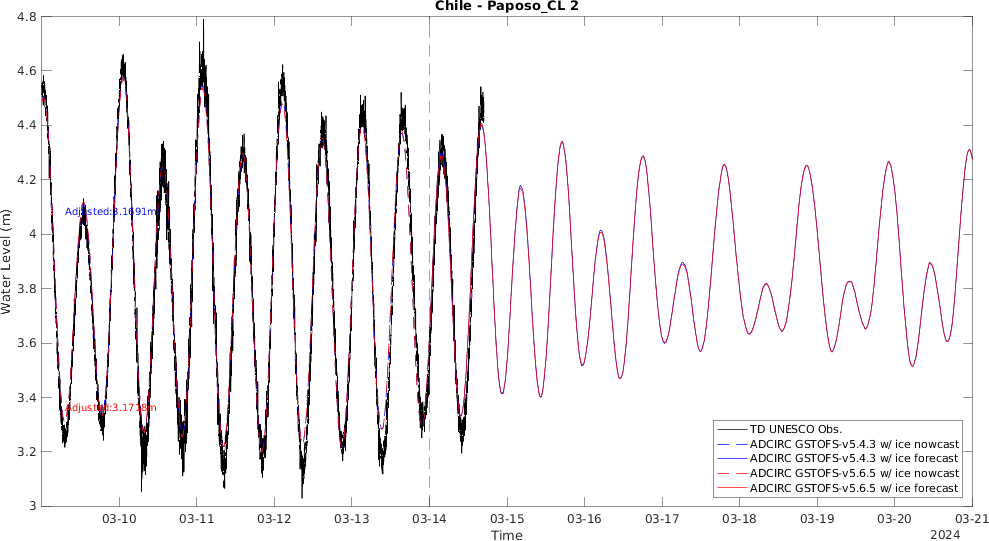 Chile - Paposo_CL 2
4.8
4.6
4.4
4.2
4
3.8
3.6
3.4
3.2
3
Water Level (m)
Adjusted:3.1691m
Adjusted:3.1718m
TD UNESCO Obs.
ADCIRC GSTOFS-v5.4.3 w/ ice nowcast
ADCIRC GSTOFS-v5.4.3 w/ ice forecast
ADCIRC GSTOFS-v5.6.5 w/ ice nowcast
ADCIRC GSTOFS-v5.6.5 w/ ice forecast
03-10 03-11 03-12 03-13 03-14 03-15 03-16 03-17 03-18 03-19 03-20 03-21
Time
2024